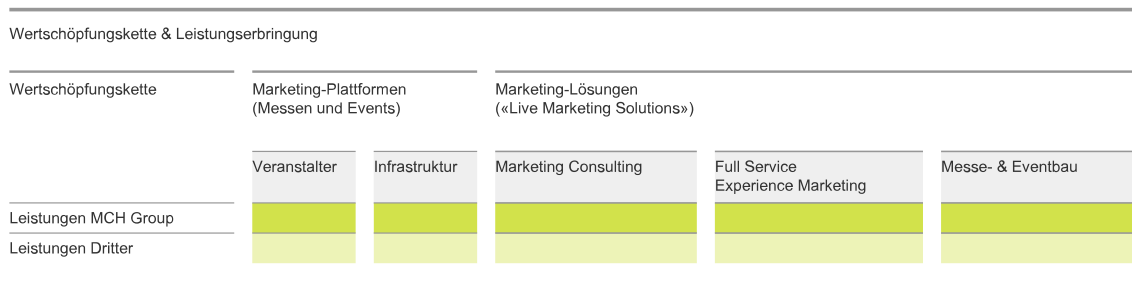 Wertschöpfungskette & Leistungserbringung
Wertschöpfungskette
Marketing-Plattformen
(Messen und Events)
Marketing-Lösungen
(«Live Marketing Solutions»)
Veranstalter
Infrastruktur
Marketing Consulting
Full Service
Experience Marketing
Messe- & Eventbau
Leistungen MCH Group
Leistungen Dritter